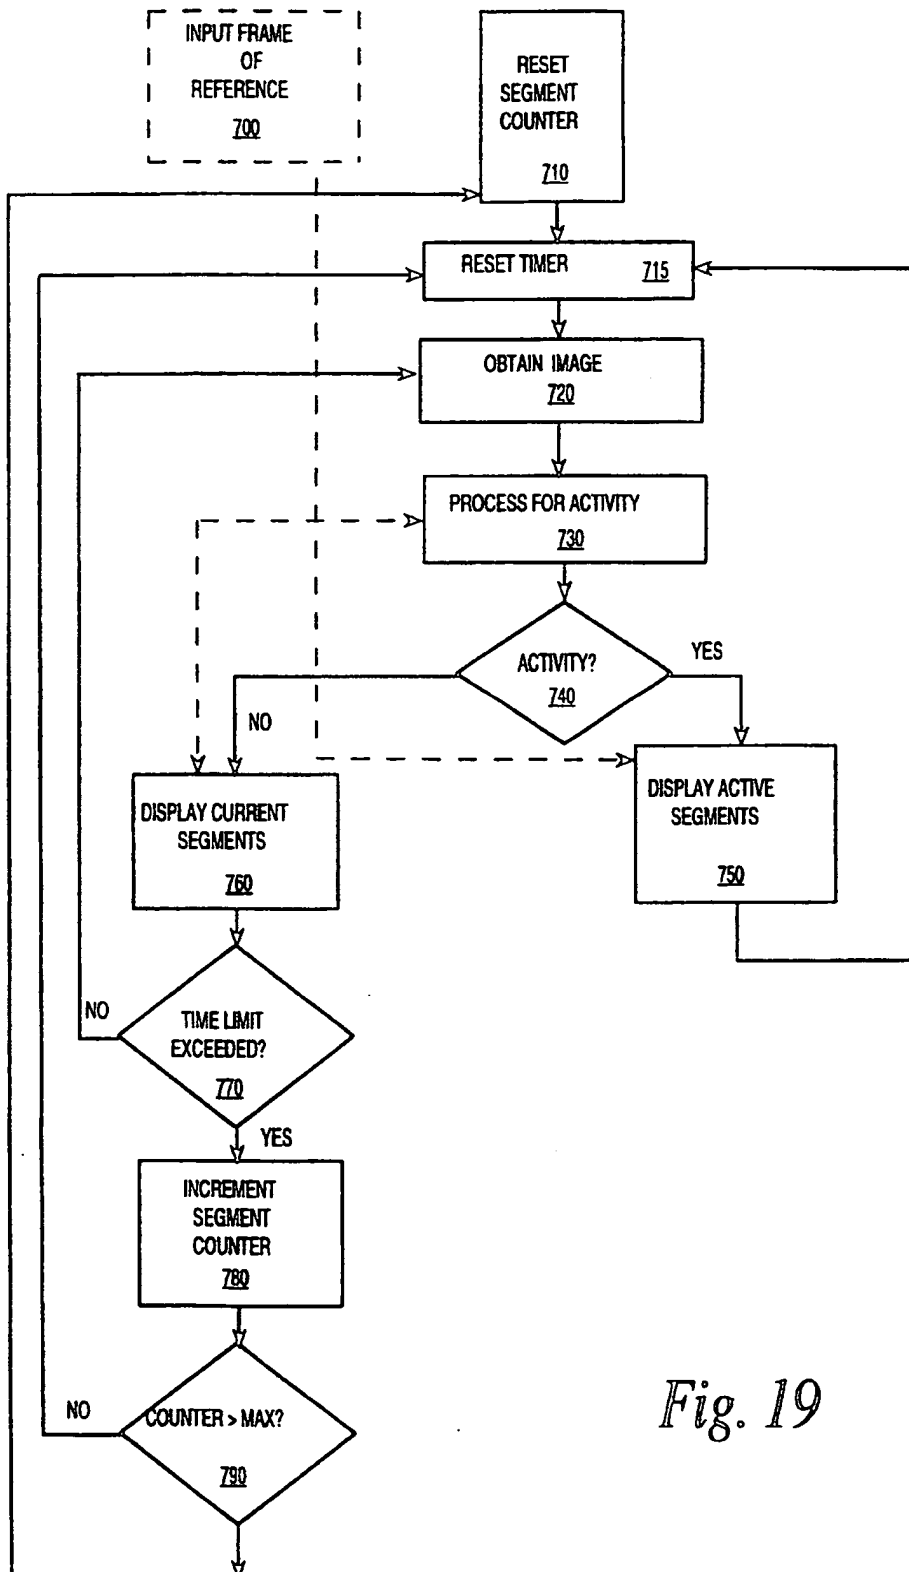 INPUT FRAME
OF
REFERENCE
700
RESET
SEGMENT
COUNTER
710
RESET TIMER 715
OBTAIN IMAGE
720
PROCESS FOR ACTIVITY
730
ACTIVITY?
740
YES
NO
DISPLAY CURRENT
SEGMENTS
760
DISPLAY ACTIVE
SEGMENTS
750
TIME LIMIT
EXCEEDED?
770
NO
YES
INCREMENT
SEGMENT
COUNTER
780
COUNTER > MAX?
790
NO
Fig. 19